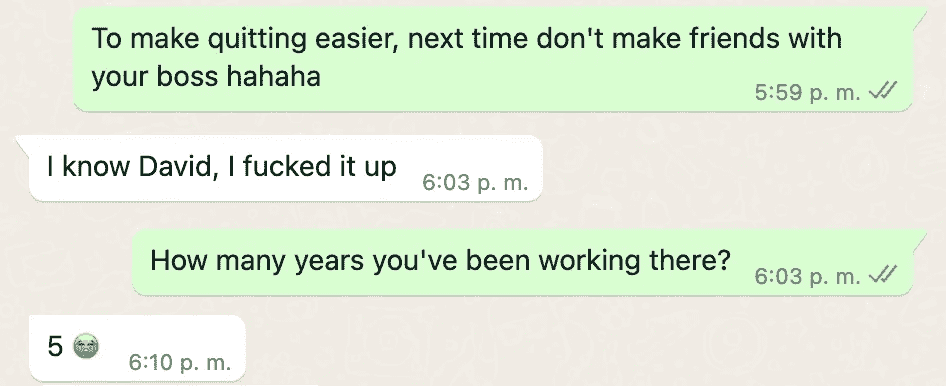 To make quitting easier, next time don't make friends with
your boss hahaha
5:59 p. m.
I know David, I fucked it up
6:03 p. m.
How many years you've been working there?
6:03 p. m.
5
6:10 p. m.